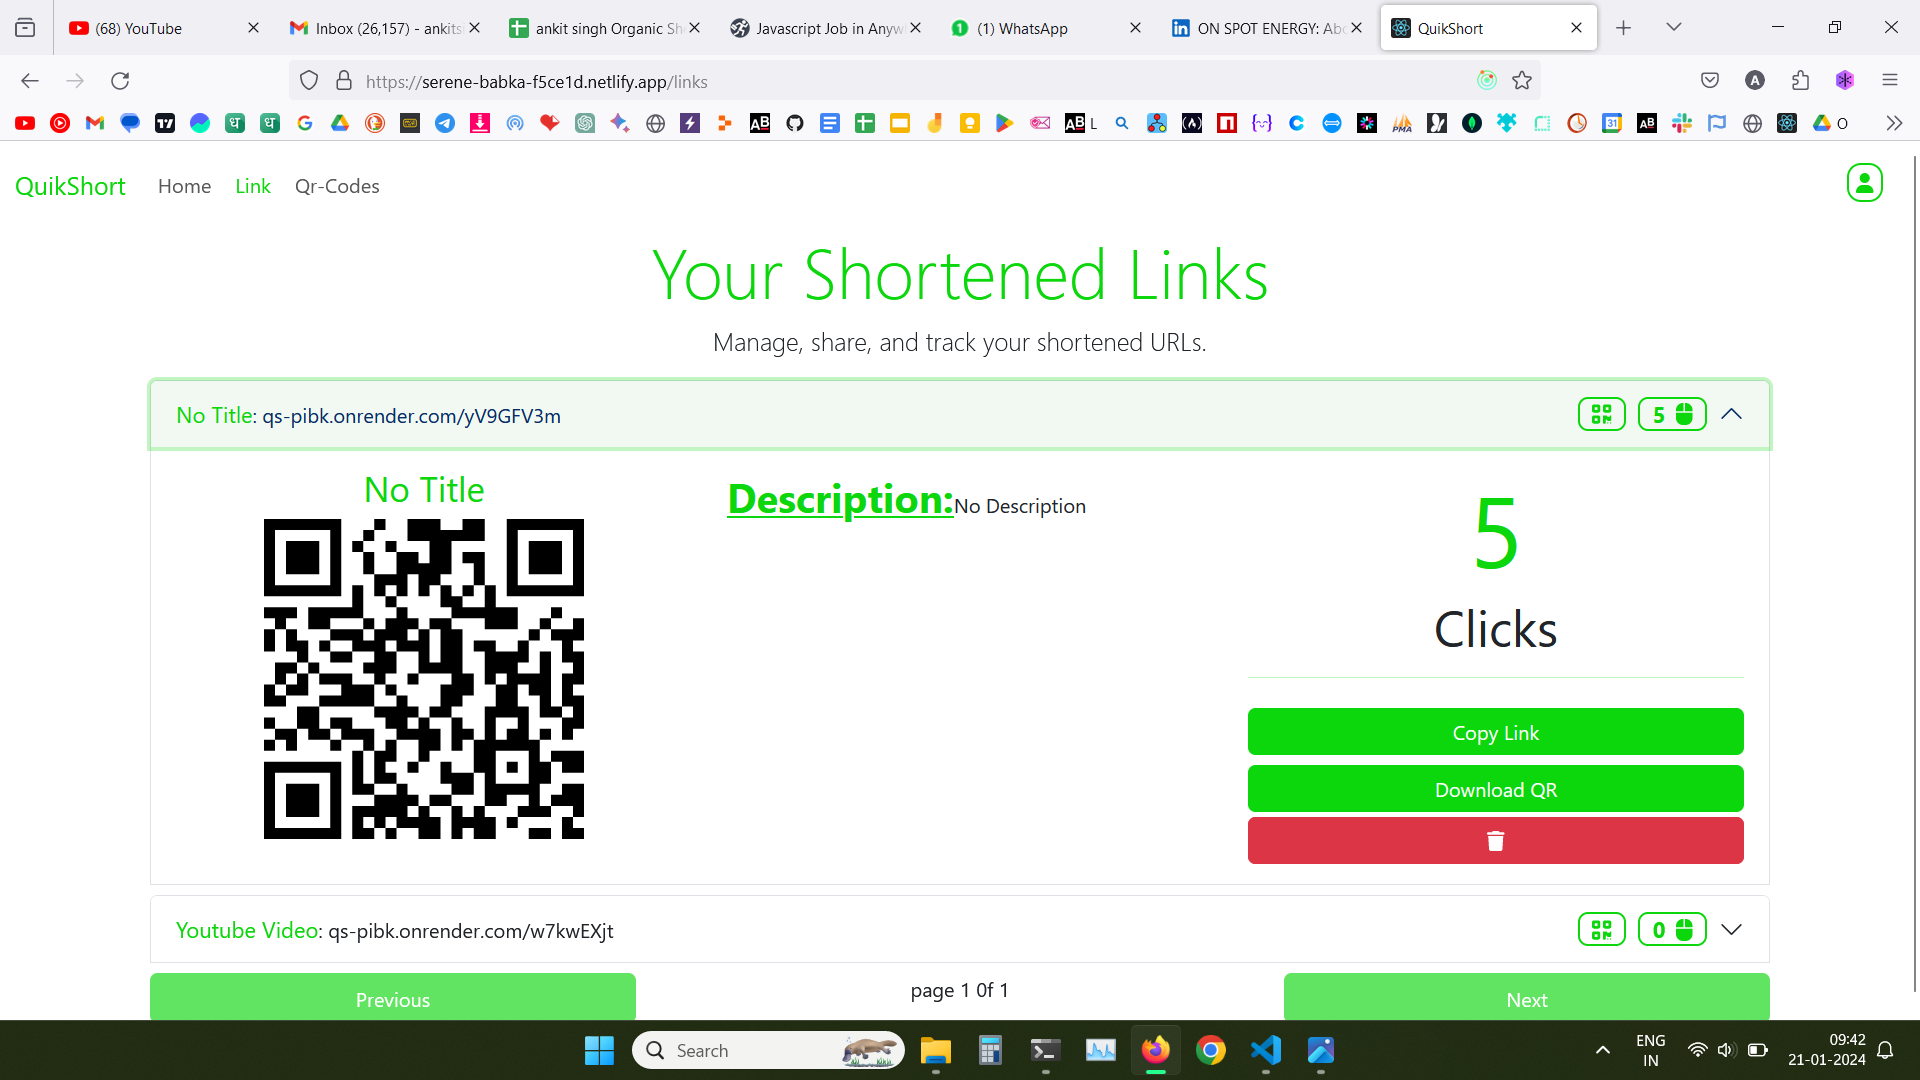 (68) YouTube
Inbox (26,157) - ankits
ankit singh Organic Sh
Javascript Job in Anyw
(1) WhatsApp
ON SPOT ENERGY: Abo
QuikShort
https://serene-babka-f5ce1d.netlify.app/links
L
O
QuikShort
Home
Link
Qr-Codes
Your Shortened Links
Manage, share, and track your shortened URLs.
No Title: qs-pibk.onrender.com/yV9GFV3m
5
No Title
Description:No Description
5
Clicks
Copy Link
Download QR
Youtube Video: qs-pibk.onrender.com/w7kwEXjt
0
Previous
page 1 0f 1
Next
Search
ENG
IN
09:42
21-01-2024